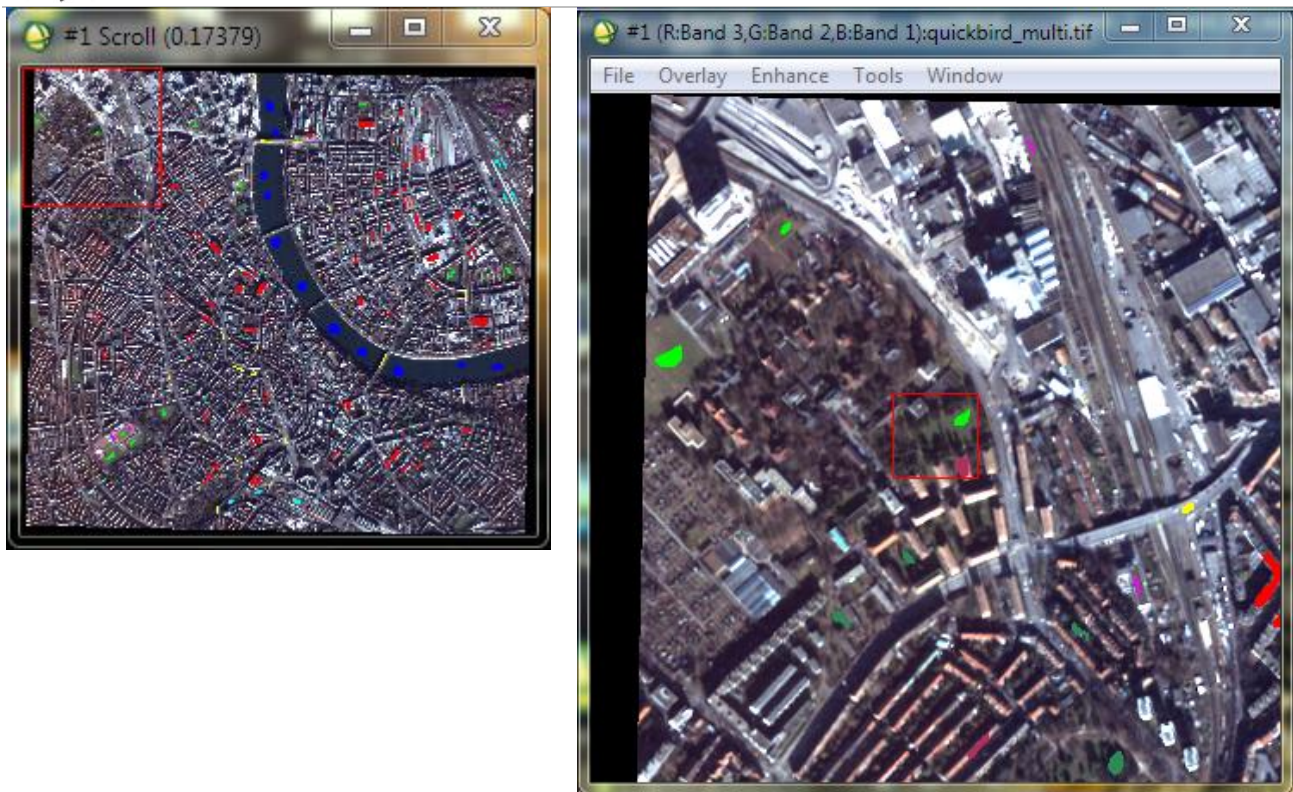 #1 Scroll (0.17379)
#1 (R:Band 3,G:Band 2,B:Band 1):quickbird_multi.tif
File Overlay Enhance Tools Window